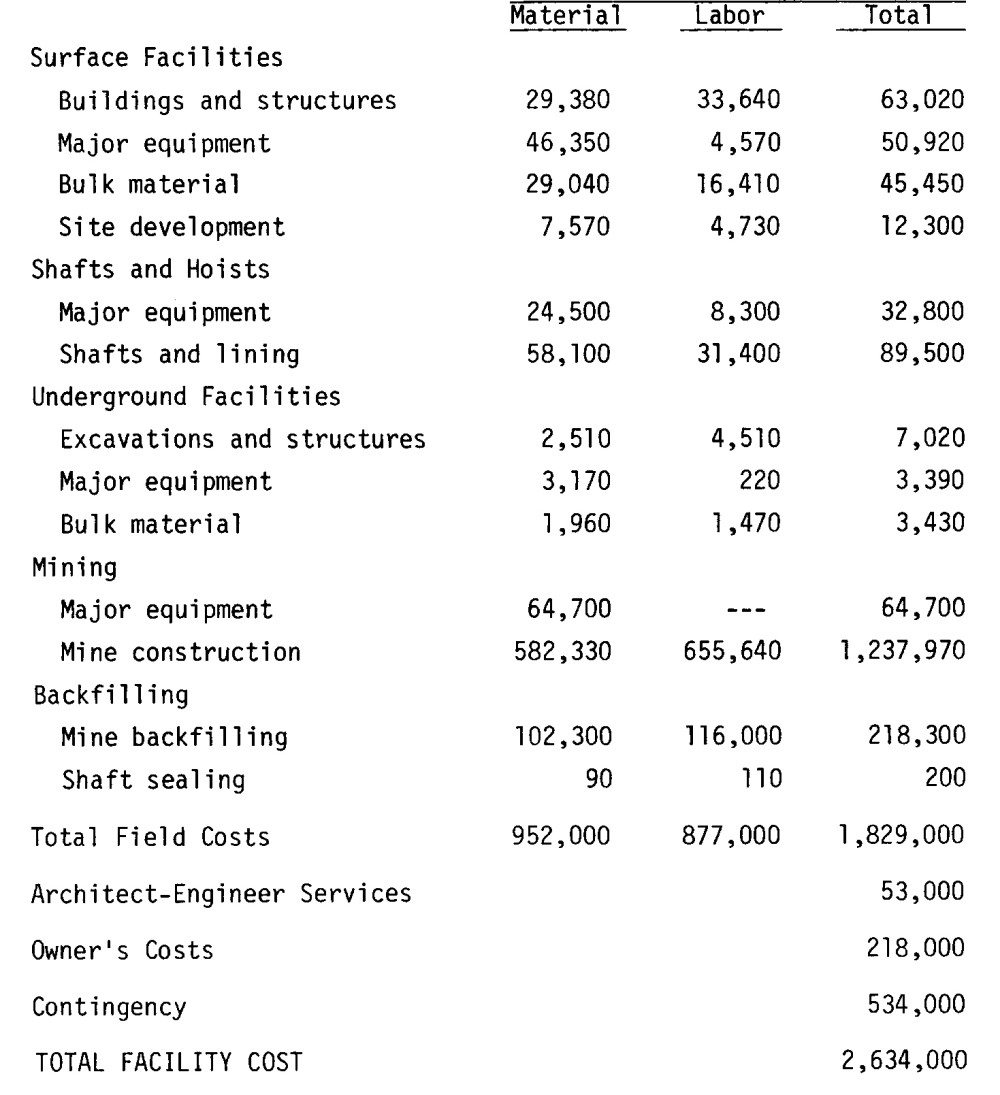 Material Labor Total
Surface Facilities
Buildings and structures 29,380 33,640 63,020
Major equipment 46,350 4,570 50,920
Bulk material 29,040 16,410 45,450
Site development 7,570 4,730 12,300
Shafts and Hoists
Major equipment 24,500 8,300 32,800
Shafts and lining 58,100 31,400 89,500
Underground Facilities
Excavations and structures 2,510 4,510 7,020
Major equipment 3,170 220 3,390
Bulk material 1,960 1,470 3,430
Mining
Major equipment 64,700 --- 64,700
Mine construction 582,330 655,640 1,237,970
Backfilling
Mine backfilling 102,300 116,000 218,300
Shaft sealing 90 110 200
Total Field Costs 952,000 877,000 1,829,000
Architect-Engineer Services 53,000
Owner's Costs 218,000
Contingency 534,000
TOTAL FACILITY COST 2,634,000